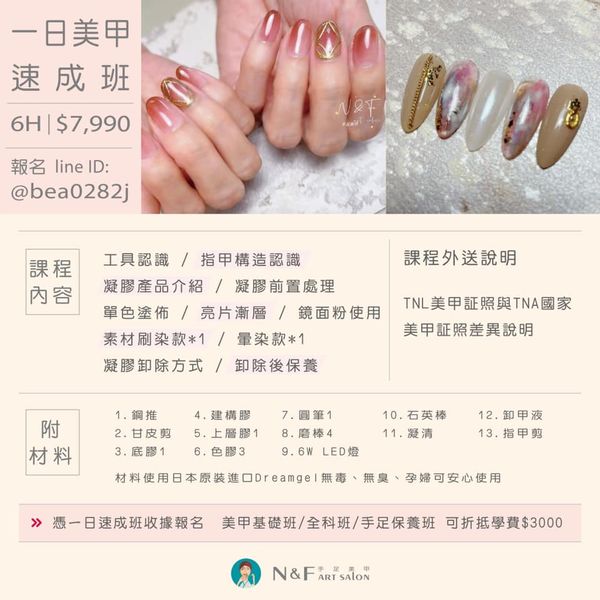 一日美甲
速成班
6H|$7,990
報名 line ID:
@bea0282j
N&F
課程
內容
工具認識 / 指甲構造認識
凝膠產品介紹 / 凝膠前置處理
單色塗佈 / 亮片漸層 / 鏡面粉使用
素材刷染款*1 / 暈染款*1
凝膠卸除方式 / 卸除後保養
課程外送說明
TNL美甲証照與TNA國家
美甲証照差異說明
附
材料
1.鋼推 4.建構膠 7.圓筆1 10.石英棒 12.卸甲液
2.甘皮剪 5.上層膠1 8.磨棒4 11.凝清 13.指甲剪
3.底膠1 6.色膠3 9.6W LED燈
材料使用日本原裝進口Dreamgel無毒、無臭、孕婦可安心使用
» 憑一日速成班收據報名 美甲基礎班/全科班/手足保養班 可折抵學費$3000
N&F 手足美甲
ART SALON